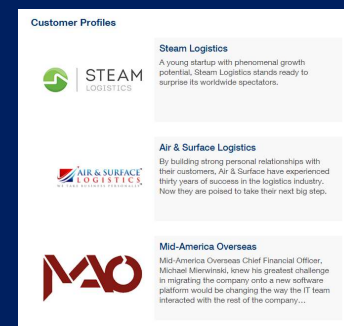 Customer Profiles
STEAM
LOGISTICS
Steam Logistics
A young startup with phenomenal growth
potential, Steam Logistics stands ready to
surprise its worldwide spectators.
AIR & SURFACE
LOGISTICS
WE TAKE BUSINESS PERSONALLY
Air & Surface Logistics
By building strong personal relationships with
their customers, Air & Surface have experienced
thirty years of success in the logistics industry.
Now they are poised to take their next big step.
MAO
Mid-America Overseas
Mid-America Overseas Chief Financial Officer,
Michael Mierwinski, knew his greatest challenge
in migrating the company onto a new software
platform would be changing the way the IT team
interacted with the rest of the company…